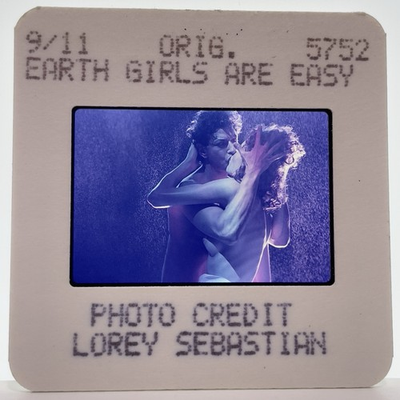 9/11 ORIG. 5752
EARTH GIRLS ARE EASY
PHOTO CREDIT
LOREY SEBASTIAN